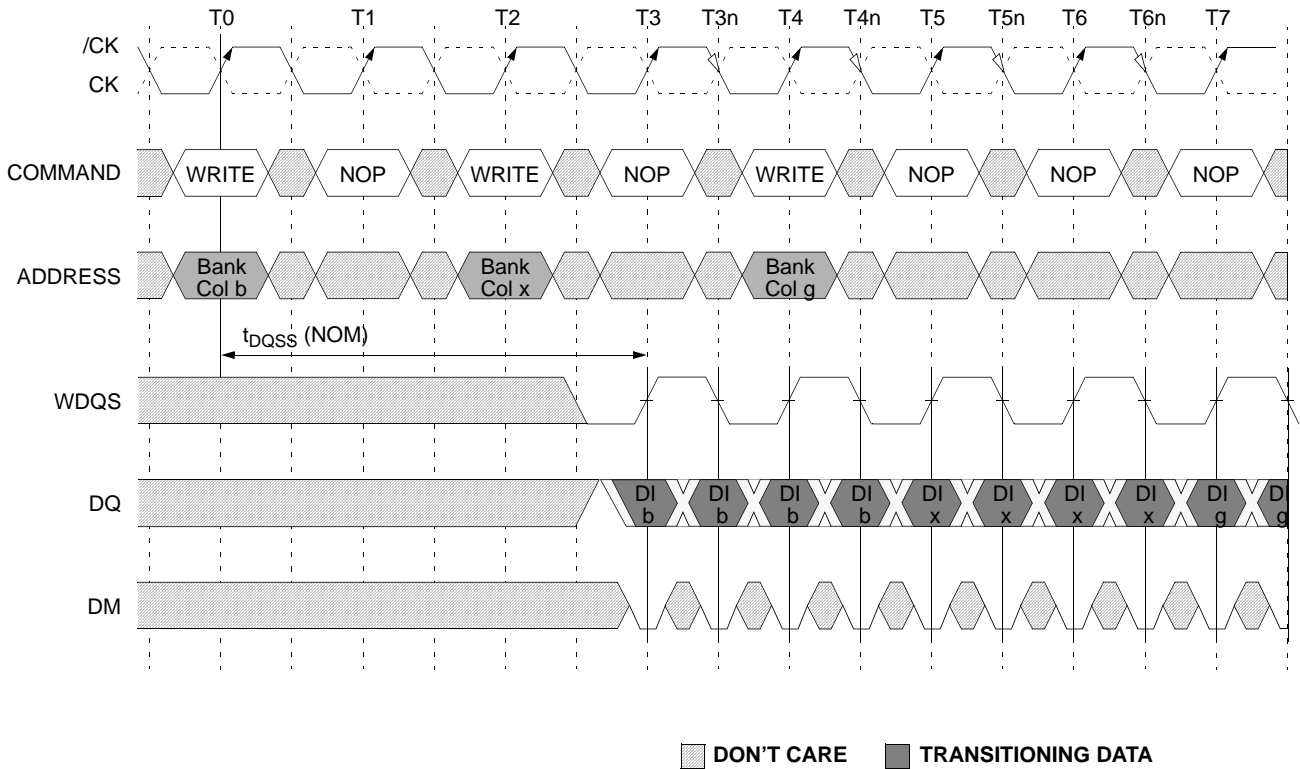 T0 T1 T2 T3 T3n T4 T4n T5 T5n T6 T6n T7
/CK
CK
COMMAND WRITE NOP WRITE NOP WRITE NOP NOP NOP
ADDRESS Bank Col b Bank Col x Bank Col g
tDQSS (NOM)
WDQS
DQ DI b DI b DI b DI b DI x DI x DI x DI x DI g DI g
DM
DON'T CARE TRANSITIONING DATA